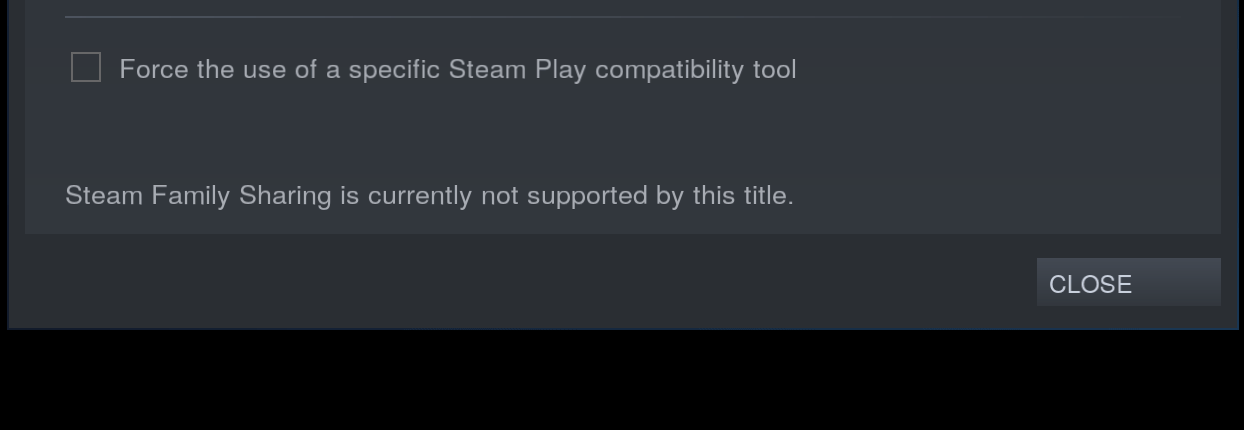 Force the use of a specific Steam Play compatibility tool
Steam Family Sharing is currently not supported by this title.
CLOSE